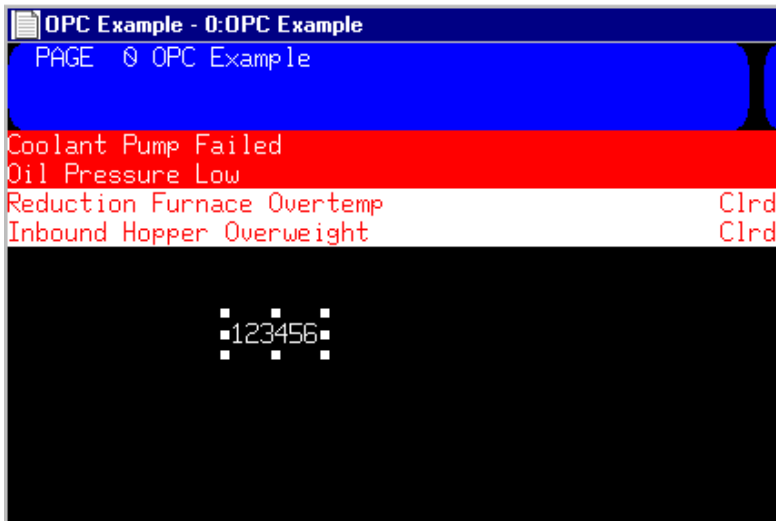 OPC Example - 0:OPC Example
PAGE 0 OPC Example
Coolant Pump Failed
Oil Pressure Low
Reduction Furnace Overtemp Clrd
Inbound Hopper Overweight Clrd
123456